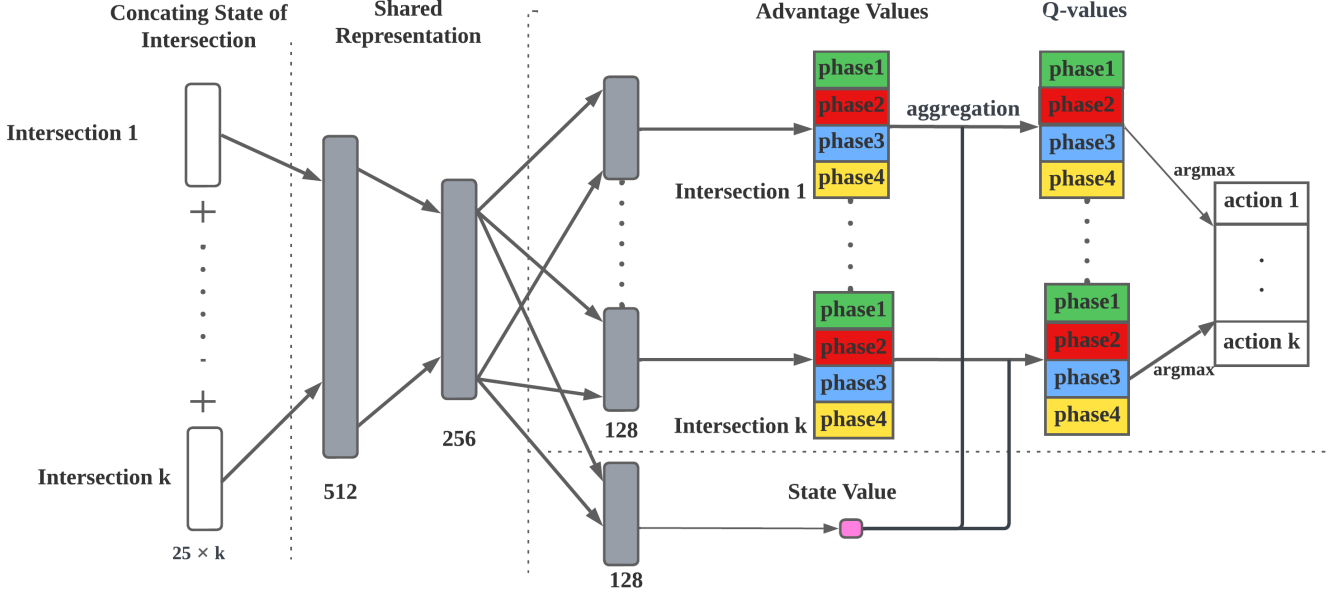 Concating State of
Intersection
Shared
Representation
Advantage Values
Q-values
Intersection 1
+
+
Intersection k
25 × k
512
256
128
128
Intersection 1
phase1
phase2
phase3
phase4
Intersection k
phase1
phase2
phase3
phase4
aggregation
State Value
phase1
phase2
phase3
phase4
phase1
phase2
phase3
phase4
argmax
argmax
action 1
action k